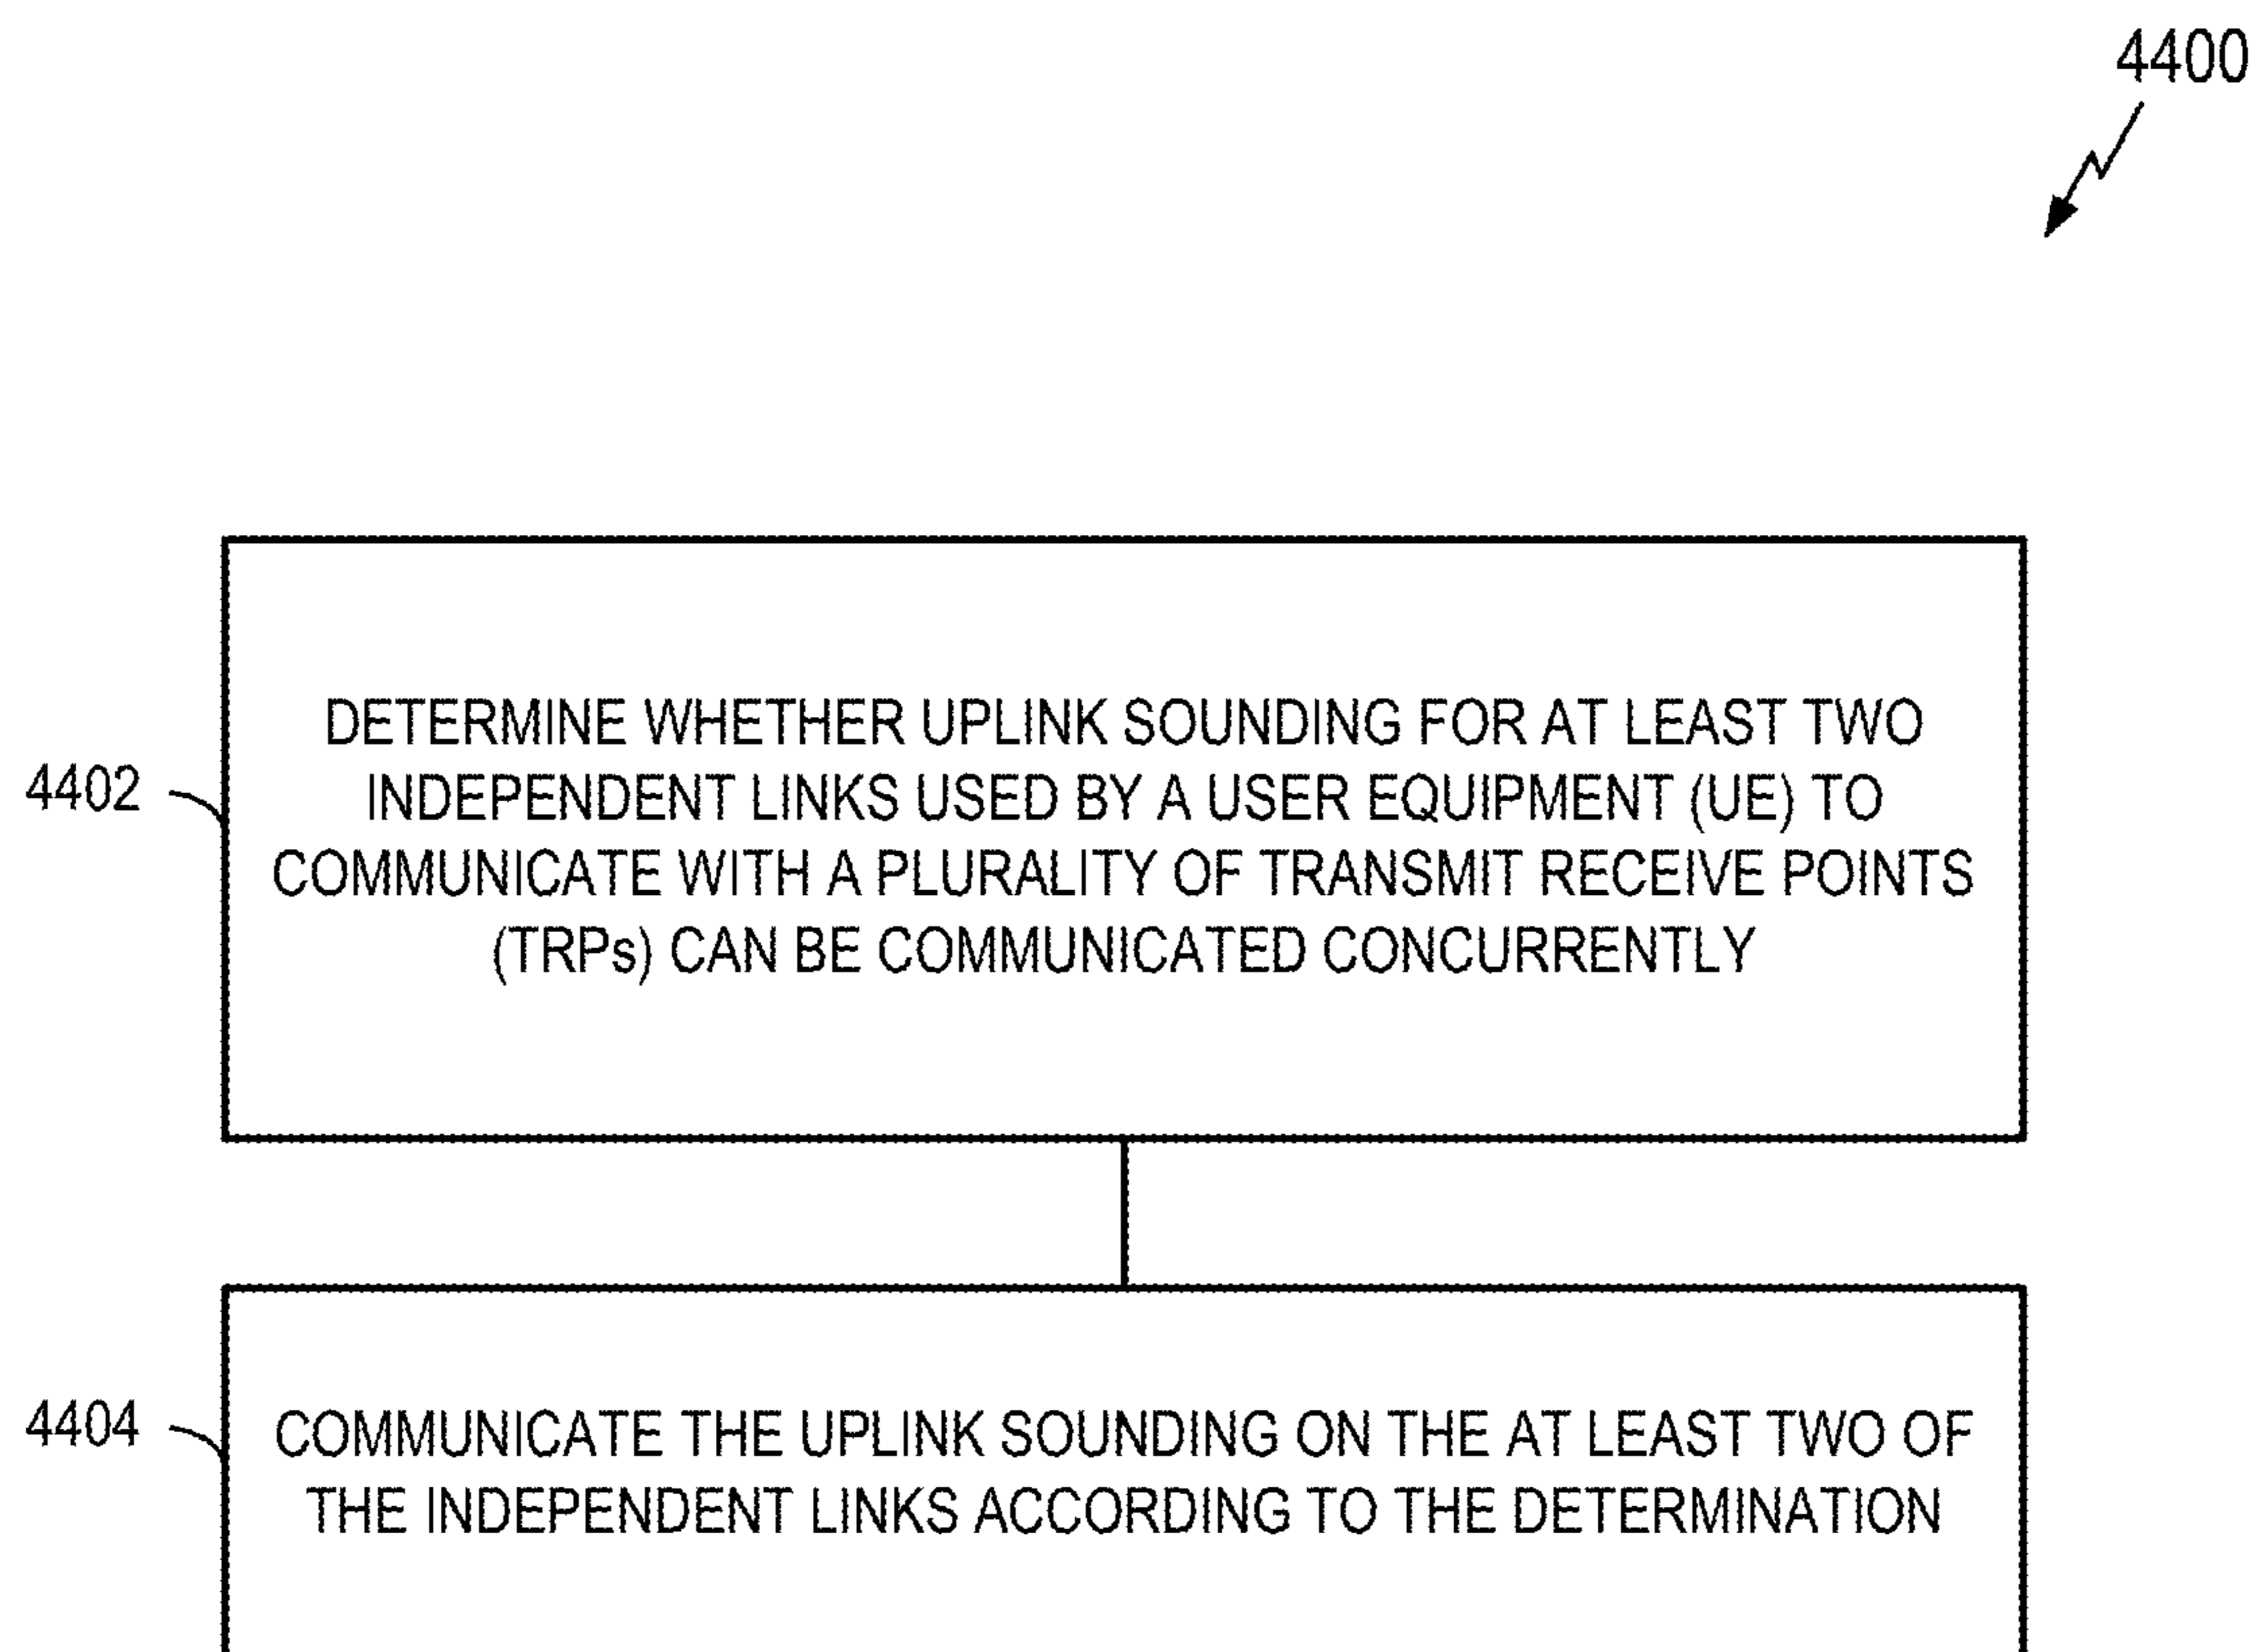 4400
4402
DETERMINE WHETHER UPLINK SOUNDING FOR AT LEAST TWO
INDEPENDENT LINKS USED BY A USER EQUIPMENT (UE) TO
COMMUNICATE WITH A PLURALITY OF TRANSMIT RECEIVE POINTS
(TRPs) CAN BE COMMUNICATED CONCURRENTLY
4404
COMMUNICATE THE UPLINK SOUNDING ON THE AT LEAST TWO OF
THE INDEPENDENT LINKS ACCORDING TO THE DETERMINATION